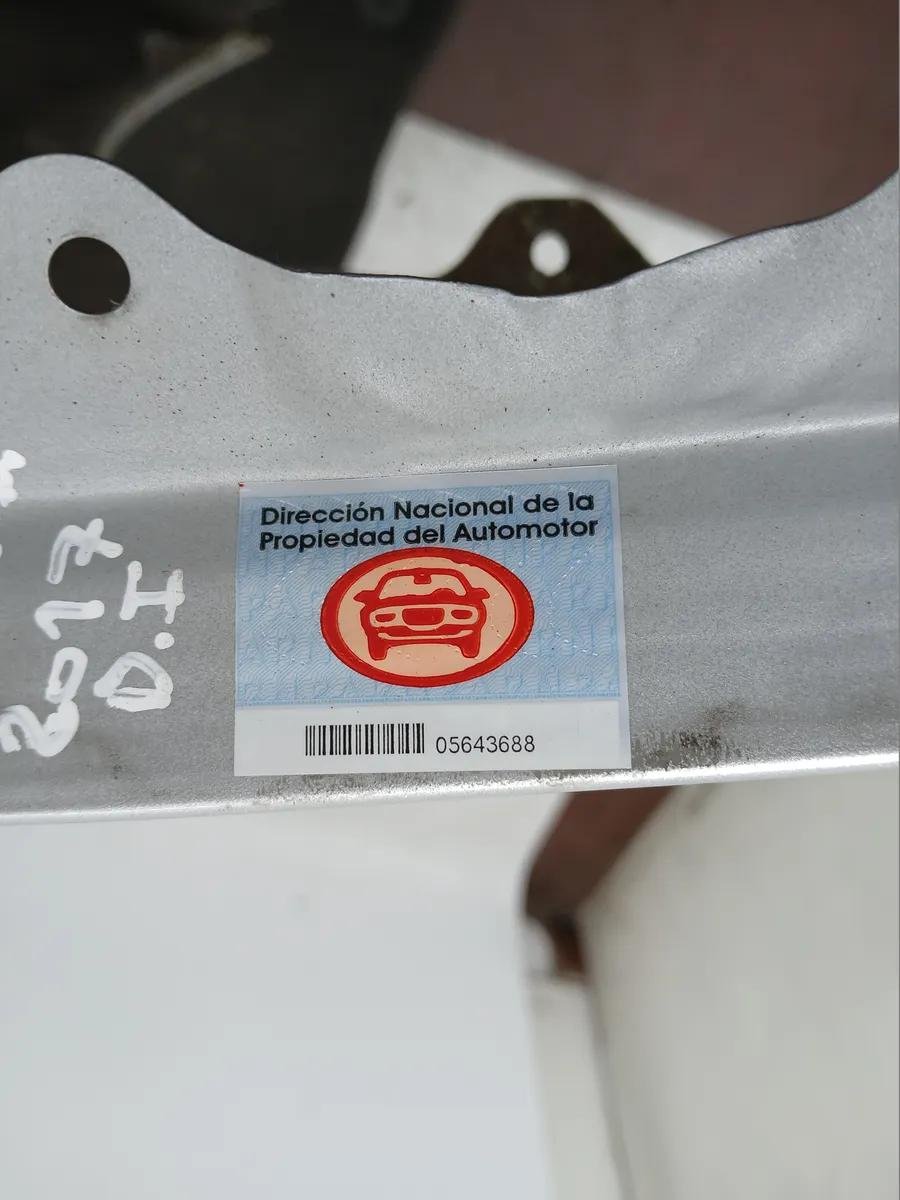 Dirección Nacional de la
Propiedad del Automotor
05643688
2017
D.I